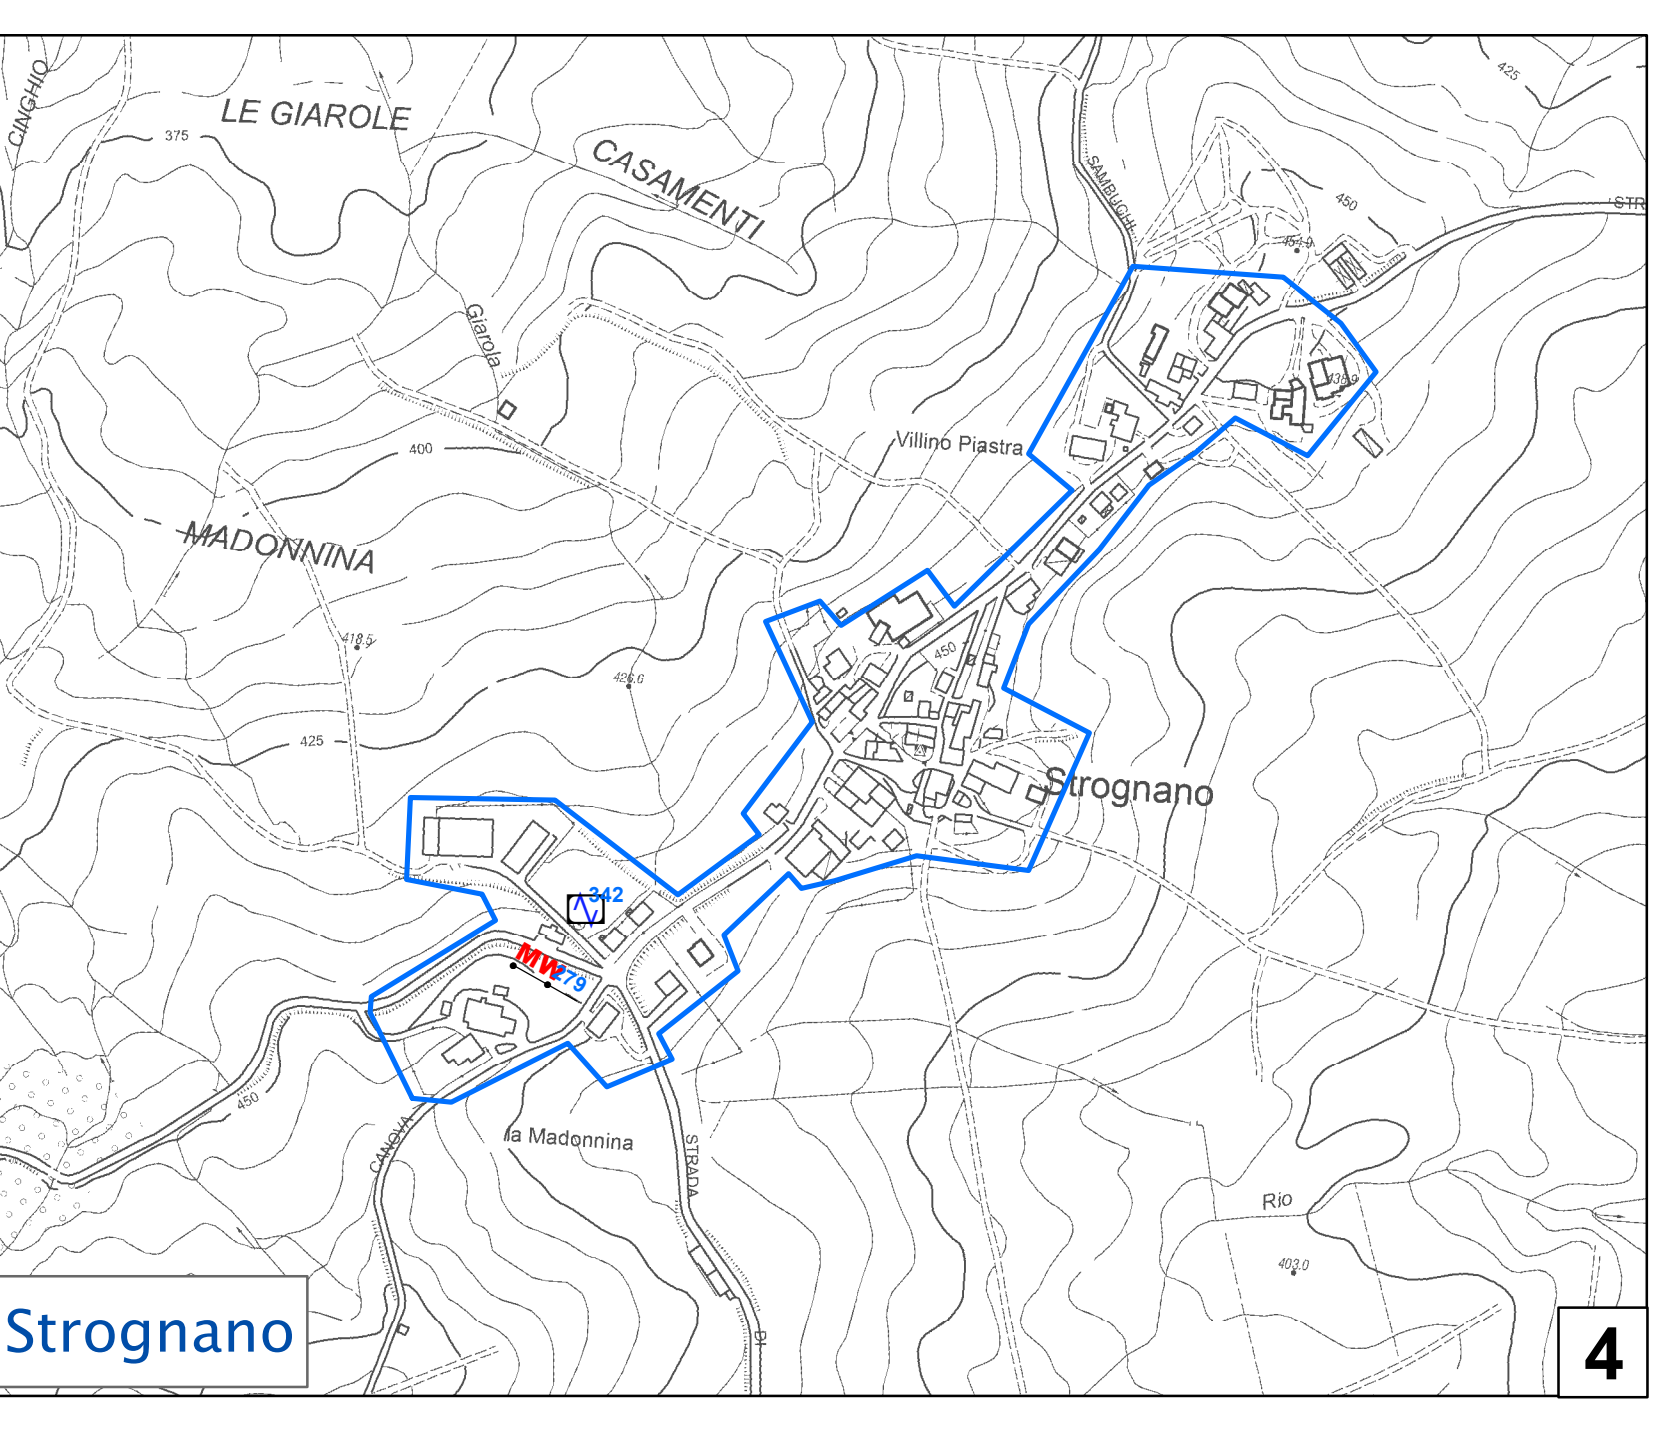 CINGHIO
LE GIAROLE
375
CASAMENTI
425
SAMBUCHI
450
STR
454.9
Giarola
438.9
Villino Piastra
400
MADONNINA
418.5
426.6
450
425
Strognano
342
MW
279
450
CANOVA
la Madonnina
STRADA
Rio
403.0
DI
Strognano
4